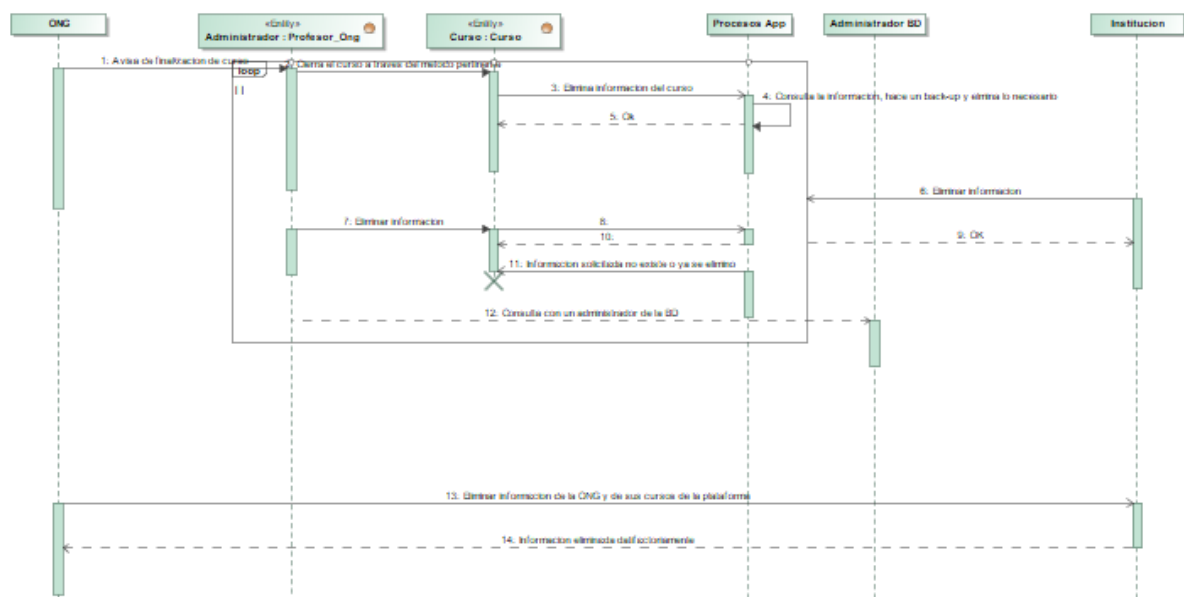 ONG
«Entity»
Administrador : Profesor_Ong
«Entity»
Curso : Curso
Procesos App
Administrador BD
Institucion
1: Avisa de finalizacion de curso
loop
Cierra el curso a traves del metodo pertinente
[ ]
3: Elimina informacion del curso
4: Consulta la informacion, hace un back-up y elimina lo necesario
5: Ok
6: Eliminar informacion
7: Eliminar informacion
8:
9: OK
10:
11: Informacion solicitada no existe o ya se elimino
12: Consulta con un administrador de la BD
13: Eliminar informacion de la ONG y de sus cursos de la plataforma
14: Informacion eliminada